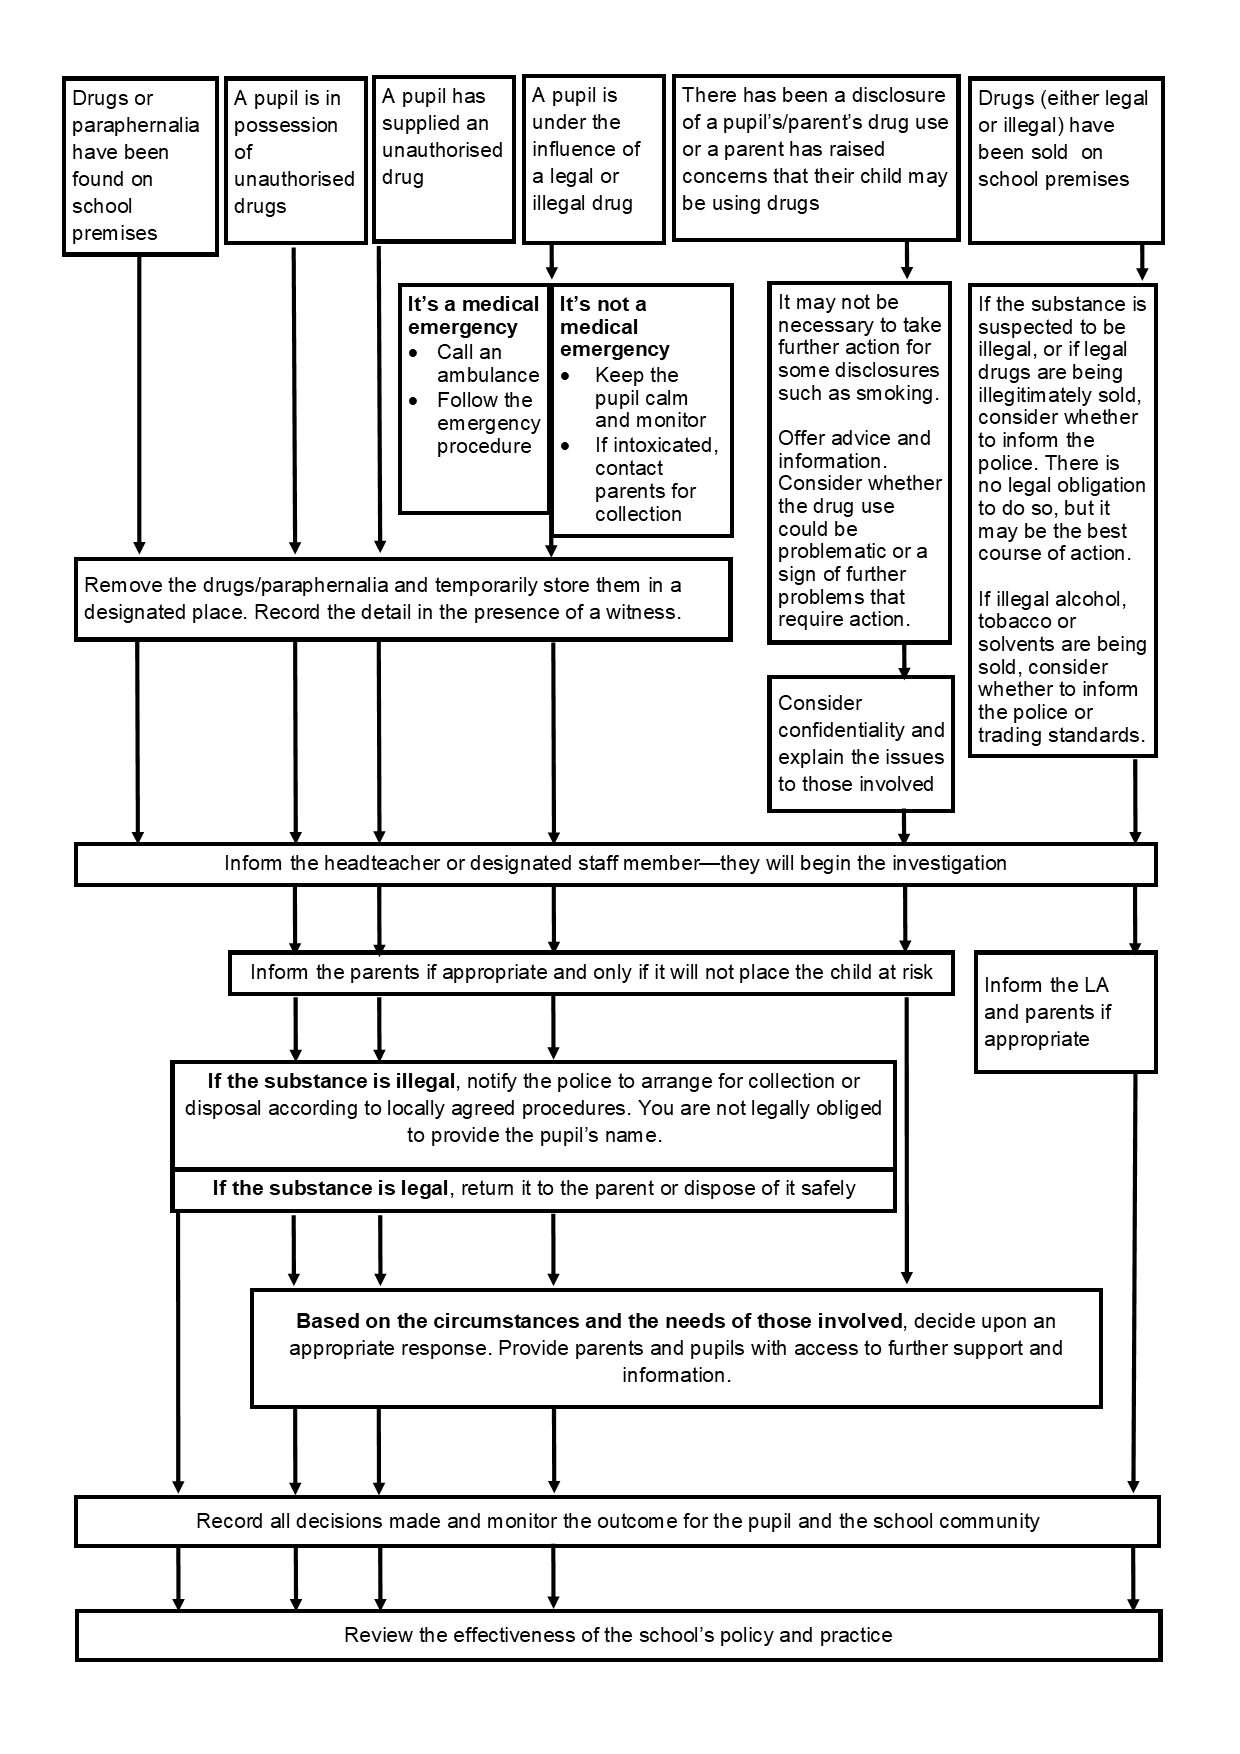 Drugs or
paraphernalia
have been
found on
school
premises
A pupil is in
possession
of
unauthorised
drugs
A pupil has
supplied an
unauthorised
drug
A pupil is
under the
influence of
a legal or
illegal drug
There has been a disclosure
of a pupil’s/parent’s drug use
or a parent has raised
concerns that their child may
be using drugs
Drugs (either legal
or illegal) have
been sold on
school premises
It’s a medical
emergency
• Call an
ambulance
• Follow the
emergency
procedure
It’s not a
medical
emergency
• Keep the
pupil calm
and monitor
• If intoxicated,
contact
parents for
collection
It may not be
necessary to take
further action for
some disclosures
such as smoking.
Offer advice and
information.
Consider whether
the drug use
could be
problematic or a
sign of further
problems that
require action.
If the substance is
suspected to be
illegal, or if legal
drugs are being
illegitimately sold,
consider whether
to inform the
police. There is
no legal obligation
to do so, but it
may be the best
course of action.
If illegal alcohol,
tobacco or
solvents are being
sold, consider
whether to inform
the police or
trading standards.
Remove the drugs/paraphernalia and temporarily store them in a
designated place. Record the detail in the presence of a witness.
Consider
confidentiality and
explain the issues
to those involved
Inform the headteacher or designated staff member—they will begin the investigation
Inform the parents if appropriate and only if it will not place the child at risk
Inform the LA
and parents if
appropriate
If the substance is illegal, notify the police to arrange for collection or
disposal according to locally agreed procedures. You are not legally obliged
to provide the pupil’s name.
If the substance is legal, return it to the parent or dispose of it safely
Based on the circumstances and the needs of those involved, decide upon an
appropriate response. Provide parents and pupils with access to further support and
information.
Record all decisions made and monitor the outcome for the pupil and the school community
Review the effectiveness of the school’s policy and practice